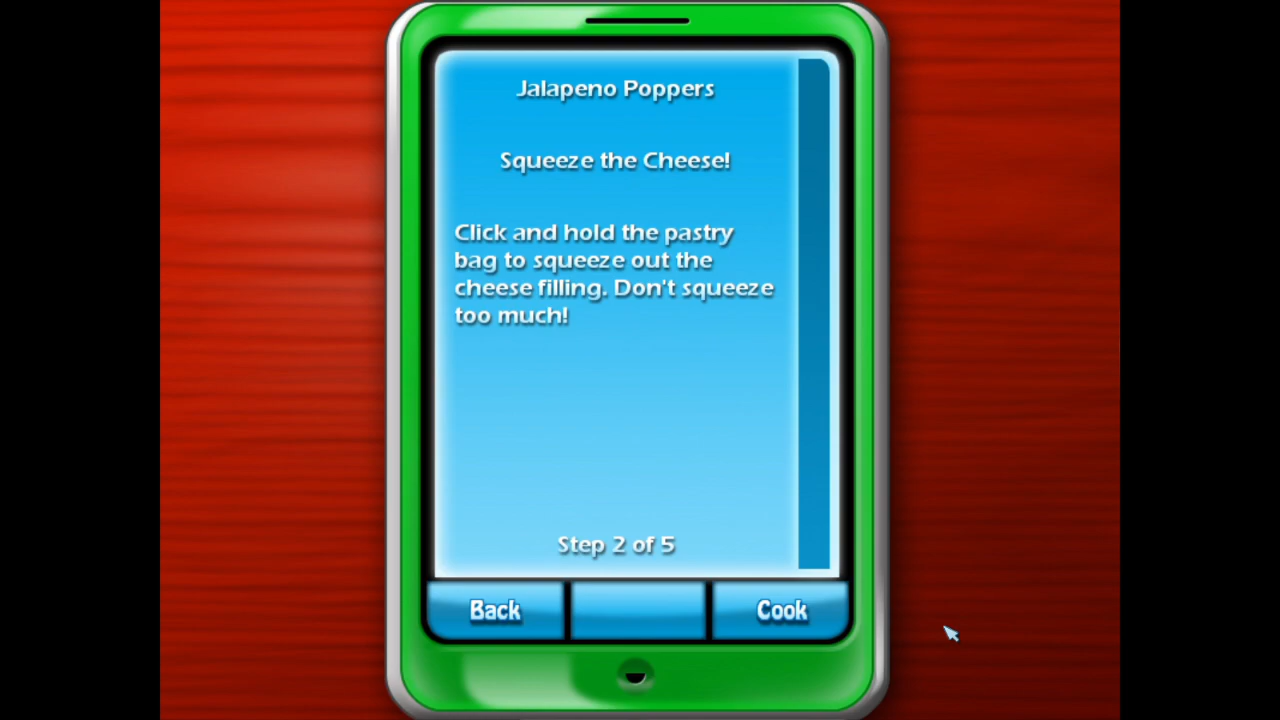 Jalapeno Poppers
Squeeze the Cheese!
Click and hold the pastry
bag to squeeze out the
cheese filling. Don't squeeze
too much!
Step 2 of 5
Back
Cook